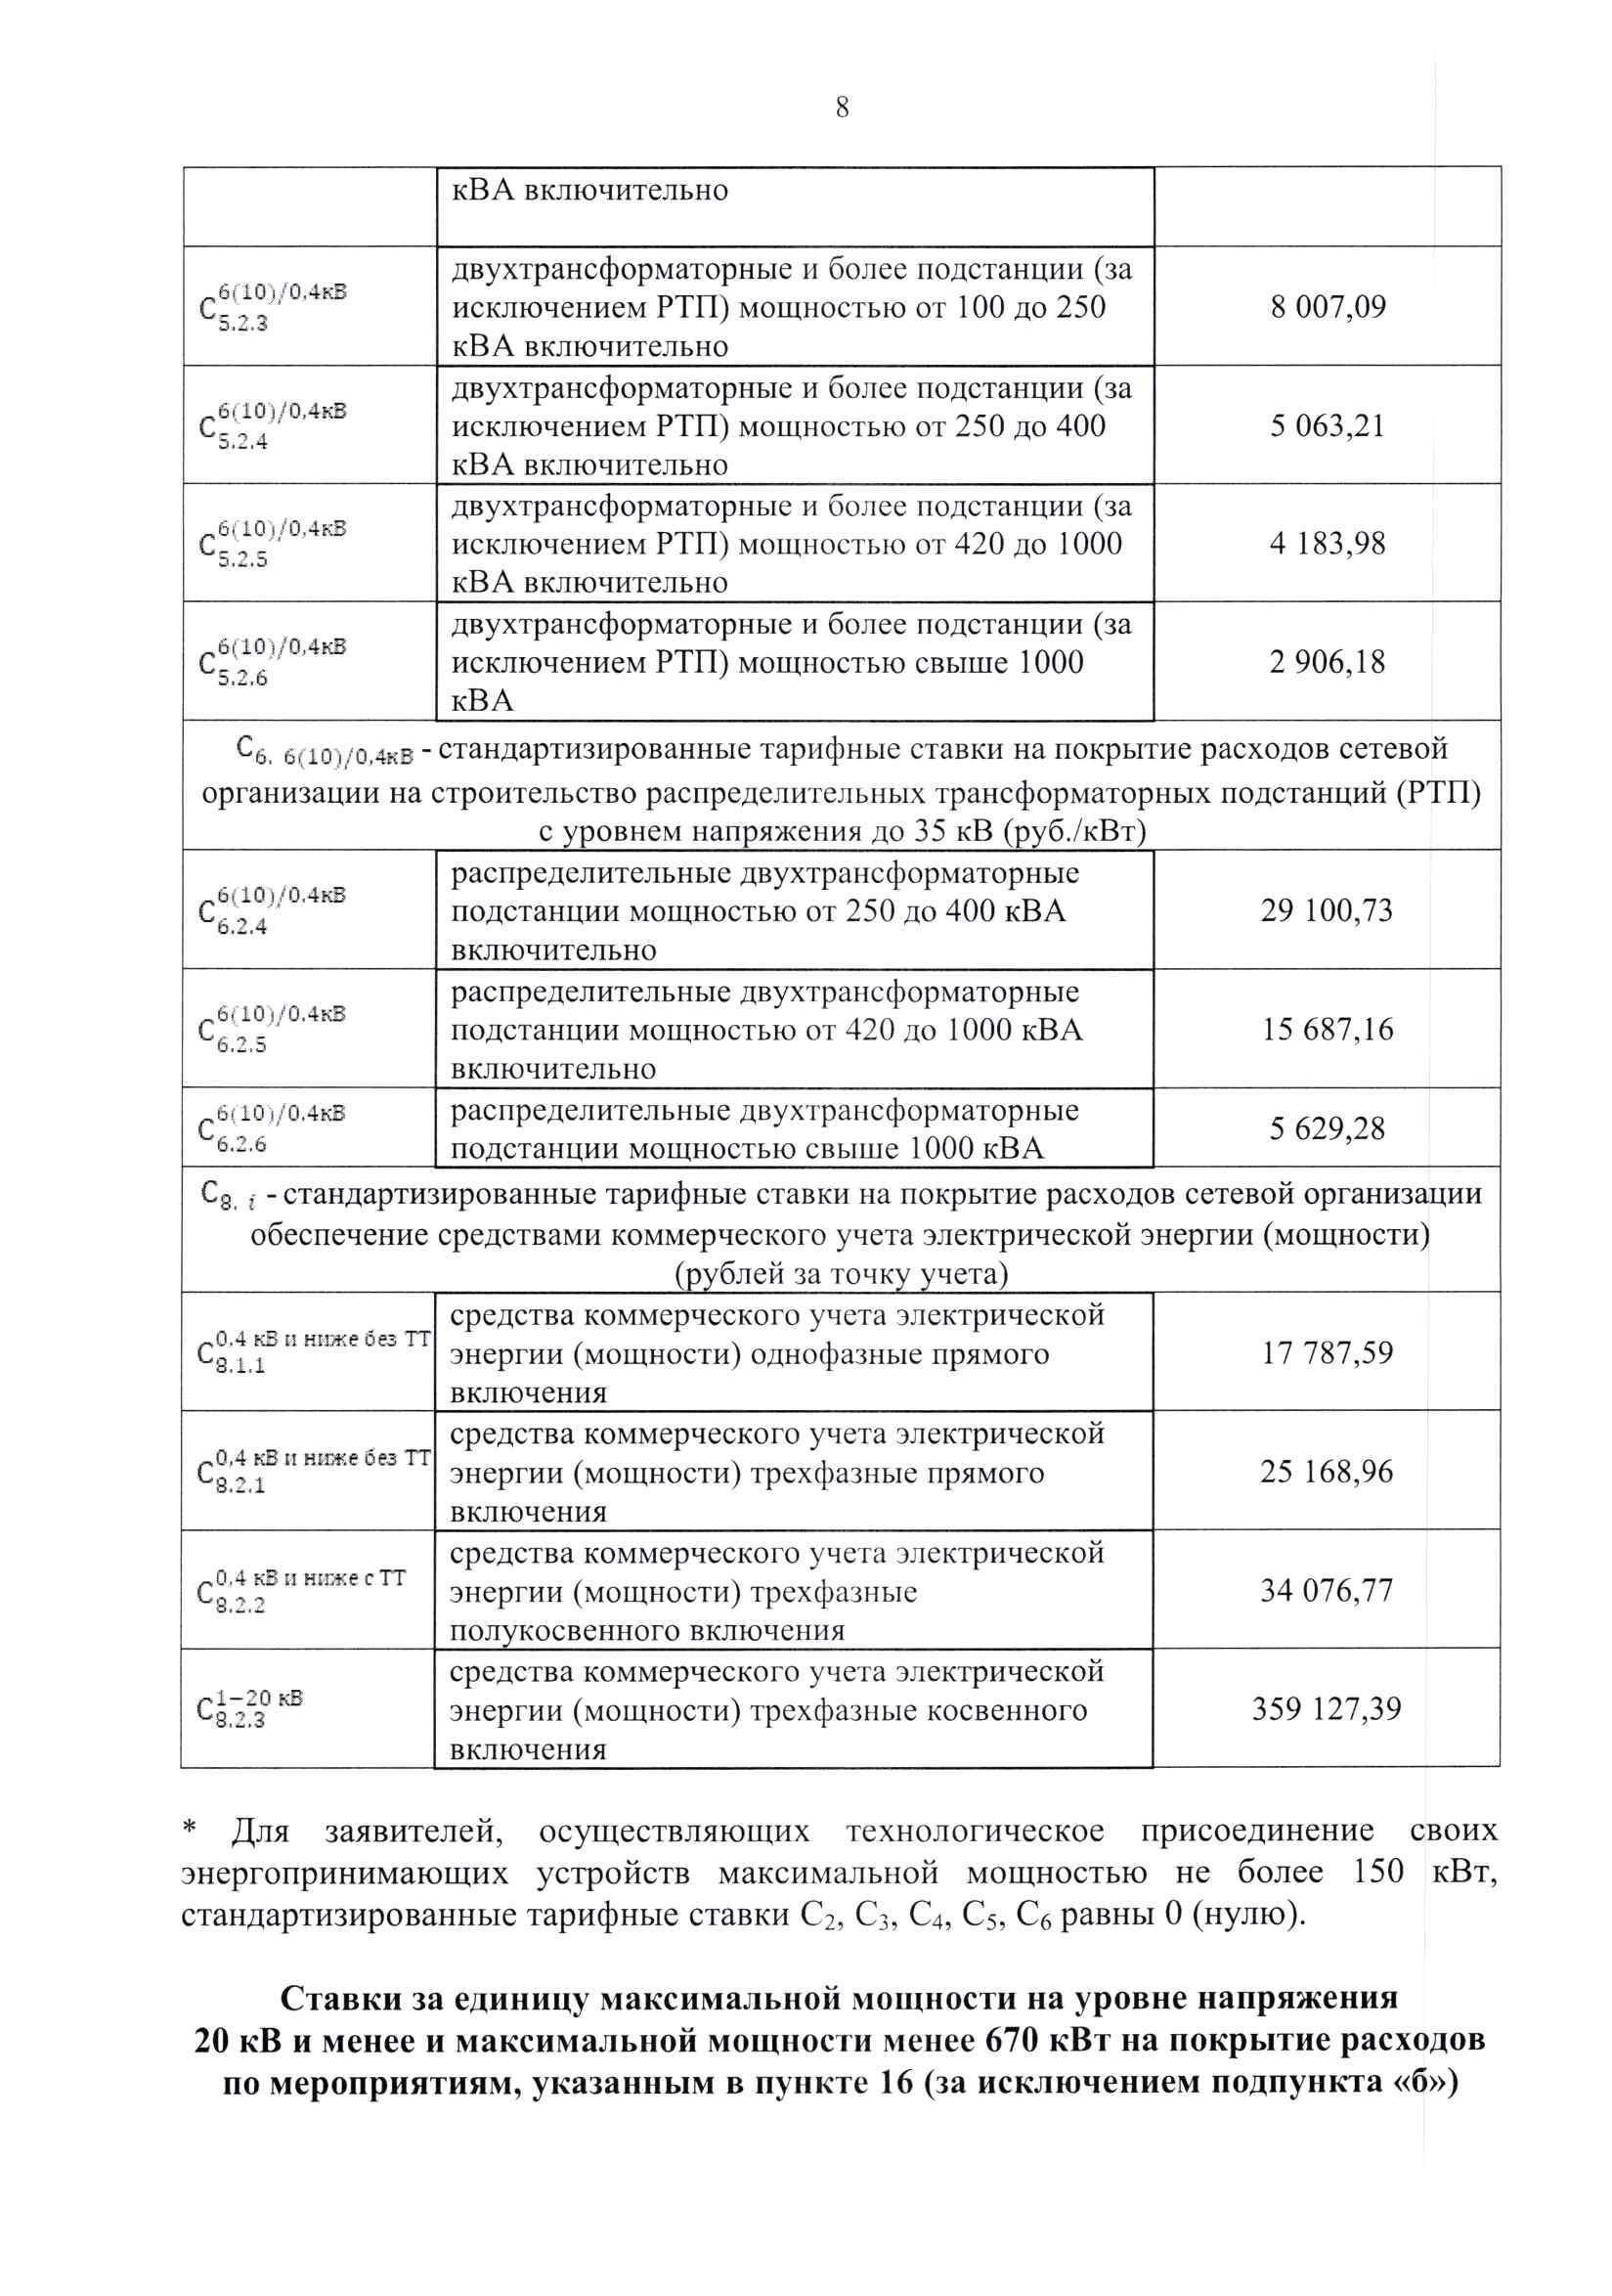 8
кВА включительно
C 6(10)/0,4кВ 5.2.3
двухтрансформаторные и более подстанции (за
исключением РТП) мощностью от 100 до 250
кВА включительно
8 007,09
C 6(10)/0,4кВ 5.2.4
двухтрансформаторные и более подстанции (за
исключением РТП) мощностью от 250 до 400
кВА включительно
5 063,21
C 6(10)/0,4кВ 5.2.5
двухтрансформаторные и более подстанции (за
исключением РТП) мощностью от 420 до 1000
кВА включительно
4 183,98
C 6(10)/0,4кВ 5.2.6
двухтрансформаторные и более подстанции (за
исключением РТП) мощностью свыше 1000
кВА
2 906,18
C6. 6(10)/0,4кВ - стандартизированные тарифные ставки на покрытие расходов сетевой
организации на строительство распределительных трансформаторных подстанций (РТП)
с уровнем напряжения до 35 кВ (руб./кВт)
C 6(10)/0.4кВ 6.2.4
распределительные двухтрансформаторные
подстанции мощностью от 250 до 400 кВА
включительно
29 100,73
C 6(10)/0.4кВ 6.2.5
распределительные двухтрансформаторные
подстанции мощностью от 420 до 1000 кВА
включительно
15 687,16
C 6(10)/0.4кВ 6.2.6
распределительные двухтрансформаторные
подстанции мощностью свыше 1000 кВА
5 629,28
C8. i - стандартизированные тарифные ставки на покрытие расходов сетевой организации
обеспечение средствами коммерческого учета электрической энергии (мощности)
(рублей за точку учета)
C 0,4 кВ и ниже без ТТ 8.1.1
средства коммерческого учета электрической
энергии (мощности) однофазные прямого
включения
17 787,59
C 0,4 кВ и ниже без ТТ 8.2.1
средства коммерческого учета электрической
энергии (мощности) трехфазные прямого
включения
25 168,96
C 0,4 кВ и ниже с ТТ 8.2.2
средства коммерческого учета электрической
энергии (мощности) трехфазные
полукосвенного включения
34 076,77
C 1–20 кВ 8.2.3
средства коммерческого учета электрической
энергии (мощности) трехфазные косвенного
включения
359 127,39
* Для заявителей, осуществляющих технологическое присоединение своих
энергопринимающих устройств максимальной мощностью не более 150 кВт,
стандартизированные тарифные ставки С2, С3, С4, С5, С6 равны 0 (нулю).
Ставки за единицу максимальной мощности на уровне напряжения
20 кВ и менее и максимальной мощности менее 670 кВт на покрытие расходов
по мероприятиям, указанным в пункте 16 (за исключением подпункта «б»)